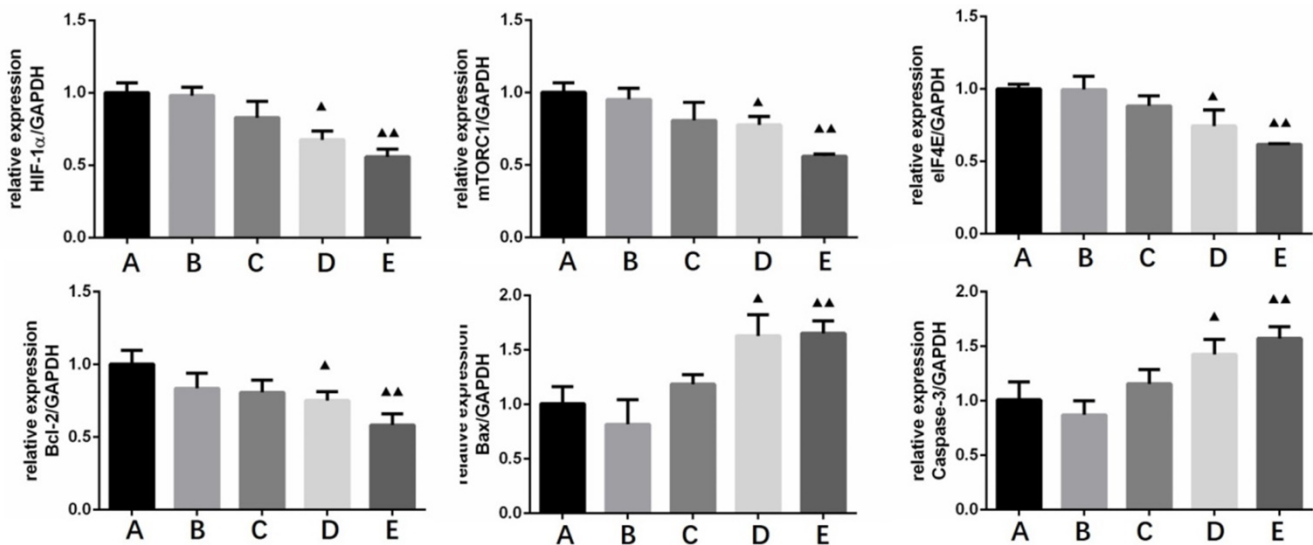 relative expression
HIF-1α/GAPDH
1.5
1.0
0.5
0.0
▲
▲▲
A B C D E
relative expression
mTORC1/GAPDH
1.5
1.0
0.5
0.0
▲
▲▲
A B C D E
relative expression
eIF4E/GAPDH
1.5
1.0
0.5
0.0
▲
▲▲
A B C D E
relative expression
Bcl-2/GAPDH
1.5
1.0
0.5
0.0
▲
▲▲
A B C D E
relative expression
Bax/GAPDH
2.0
1.5
1.0
0.5
0.0
▲
▲▲
A B C D E
relative expression
Caspase-3/GAPDH
2.0
1.5
1.0
0.5
0.0
▲
▲▲
A B C D E